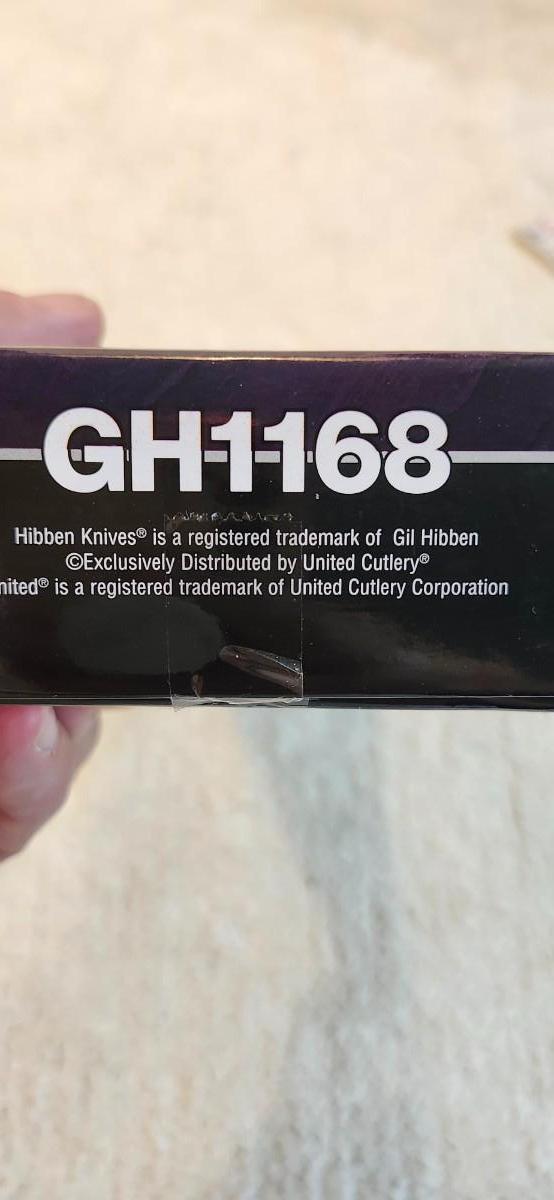 GH1168
Hibben Knives® is a registered trademark of Gil Hibben
©Exclusively Distributed by United Cutlery®
nited® is a registered trademark of United Cutlery Corporation